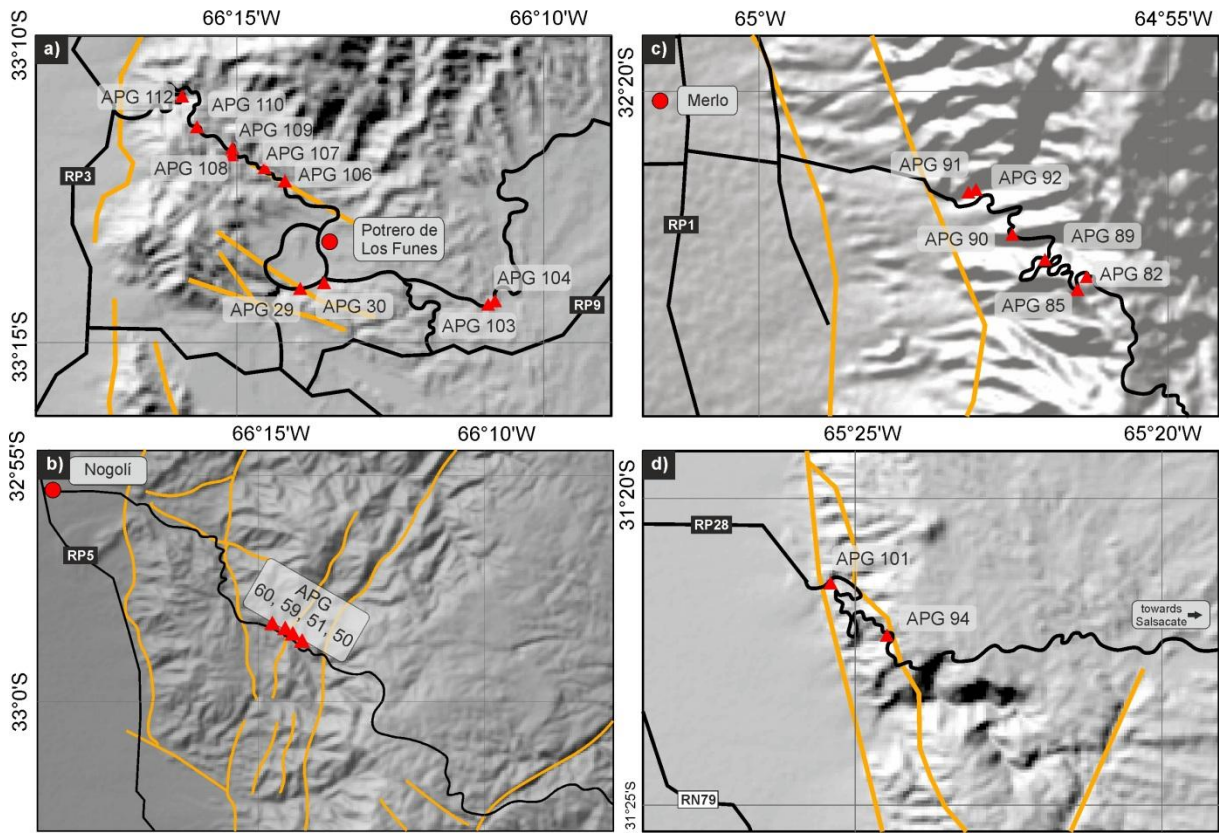 66°15'W
66°10'W
65°W
64°55'W
33°10'S
a)
APG 112
APG 110
APG 109
APG 107
APG 108
APG 106
RP3
Potrero de
Los Funes
APG 104
APG 29
APG 30
APG 103
RP9
33°15'S
c)
32°20'S
Merlo
APG 91
APG 92
RP1
APG 90
APG 89
APG 82
APG 85
66°15'W
66°10'W
65°25'W
65°20'W
32°55'S
b)
Nogolí
RP5
APG
60, 59, 51, 50
33°0'S
d)
31°20'S
RP28
APG 101
APG 94
towards
Salsacate
RN79
31°25'S